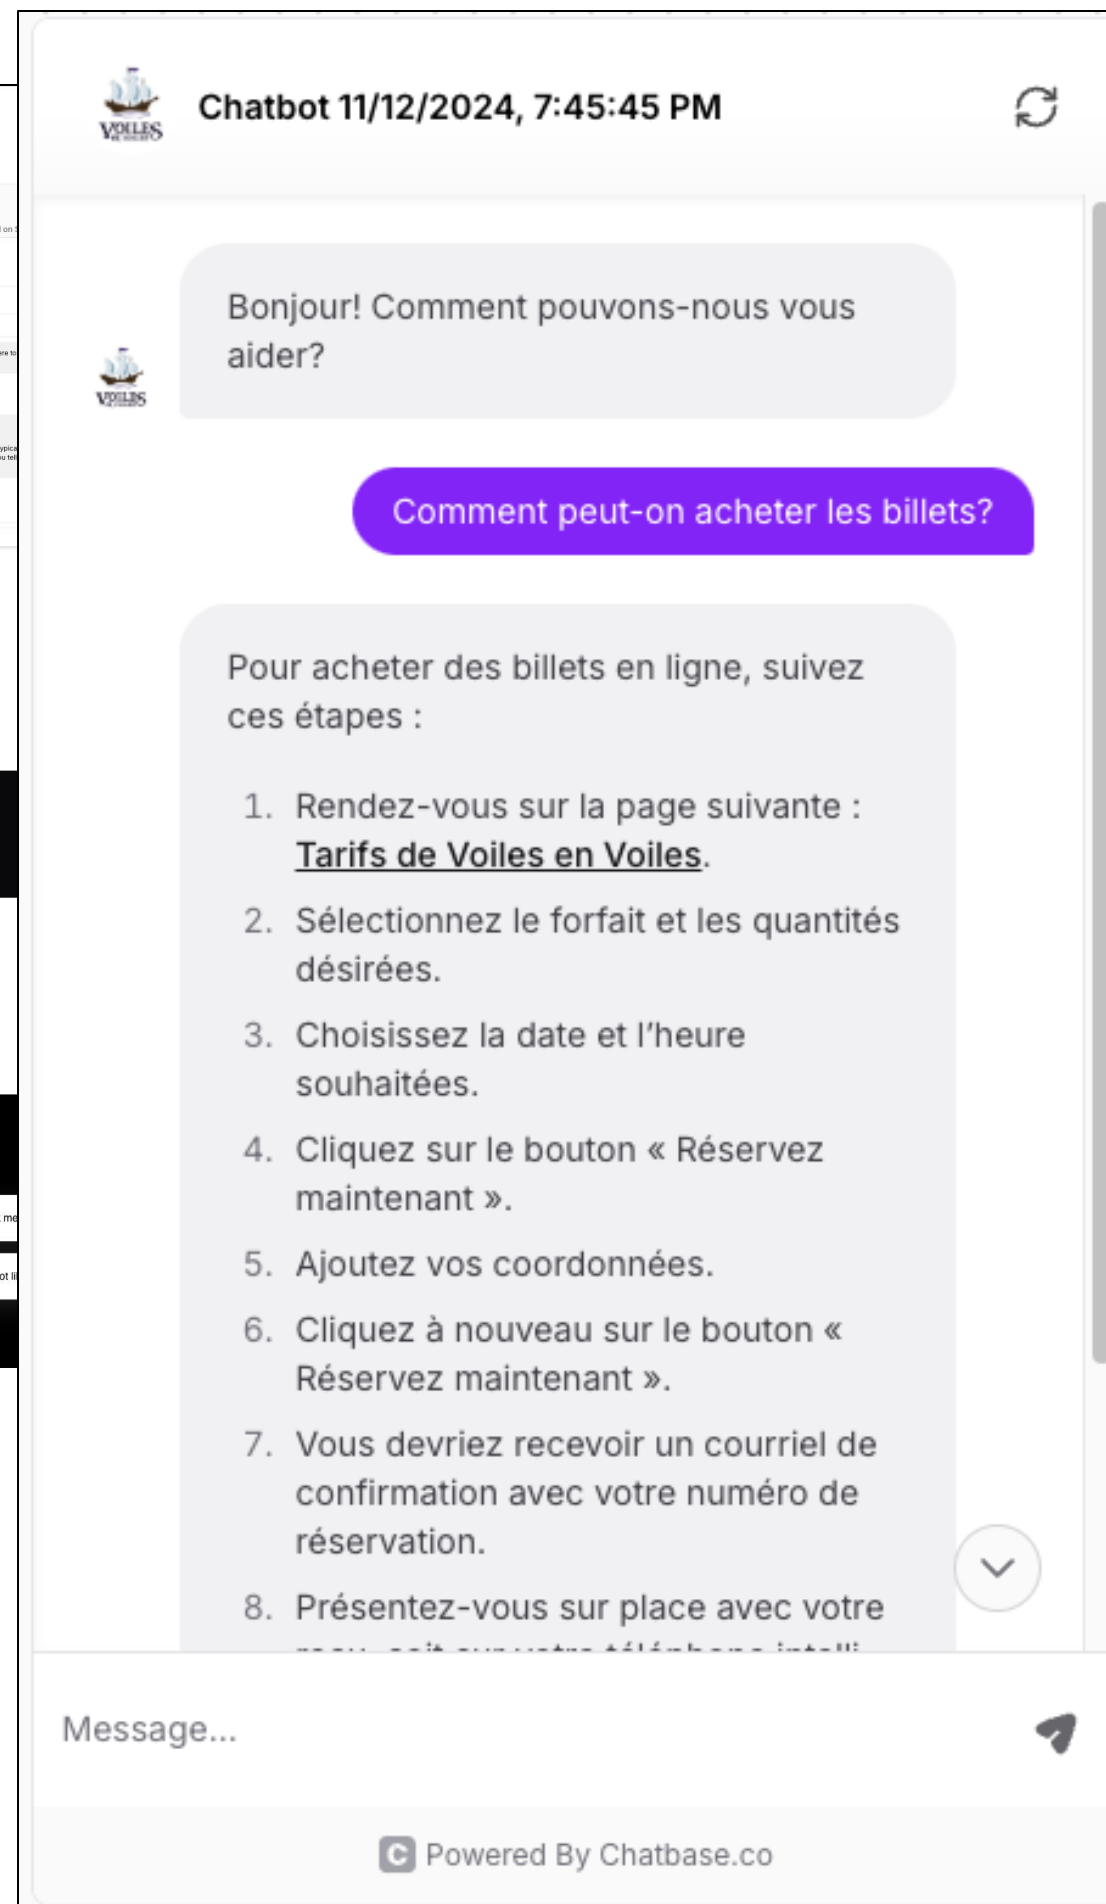 Chatbot 11/12/2024, 7:45:45 PM
VOILES
Bonjour! Comment pouvons-nous vous
aider?
VOILES
Comment peut-on acheter les billets?
Pour acheter des billets en ligne, suivez
ces étapes :
1. Rendez-vous sur la page suivante :
Tarifs de Voiles en Voiles.
2. Sélectionnez le forfait et les quantités
désirées.
3. Choisissez la date et l’heure
souhaitées.
4. Cliquez sur le bouton « Réservez
maintenant ».
5. Ajoutez vos coordonnées.
6. Cliquez à nouveau sur le bouton «
Réservez maintenant ».
7. Vous devriez recevoir un courriel de
confirmation avec votre numéro de
réservation.
8. Présentez-vous sur place avec votre
Message...
C Powered By Chatbase.co